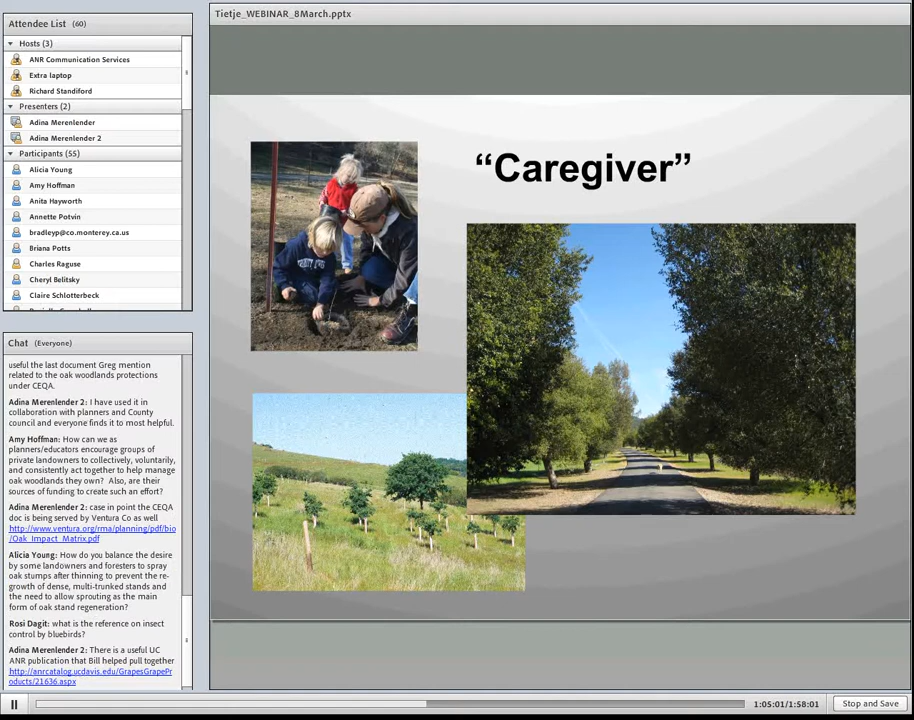 Tietje_WEBINAR_8March.pptx
Attendee List (60)
Hosts (3)
ANR Communication Services
Extra laptop
Richard Standiford
Presenters (2)
Adina Merenlender
Adina Merenlender 2
Participants (55)
Alicia Young
Amy Hoffman
Anita Hayworth
Annette Potvin
bradleyp@co.monterey.ca.us
Briana Potts
Charles Raguse
Cheryl Belitsky
Claire Schlotterbeck
Chat (Everyone)
useful the last document Greg mention
related to the oak woodlands protections
under CEQA.
Adina Merenlender 2: I have used it in
collaboration with planners and County
council and everyone finds it to most helpful.
Amy Hoffman: How can we as
planners/educators encourage groups of
private landowners to collectively, voluntarily,
and consistently act together to help manage
oak woodlands they own? Also, are their
sources of funding to create such an effort?
Adina Merenlender 2: case in point the CEQA
doc is being served by Ventura Co as well
http://www.ventura.org/rma/planning/pdf/bio
/Oak_Impact_Matrix.pdf
Alicia Young: How do you balance the desire
by some landowners and foresters to spray
oak stumps after thinning to prevent the re-
growth of dense, multi-trunked stands and
the need to allow sprouting as the main
form of oak stand regeneration?
Rosi Dagit: what is the reference on insect
control by bluebirds?
Adina Merenlender 2: There is a useful UC
ANR publication that Bill helped pull together
http://anrcatalog.ucdavis.edu/GrapesGrapePr
oducts/21636.aspx
“Caregiver”
1:05:01/1:58:01
Stop and Save